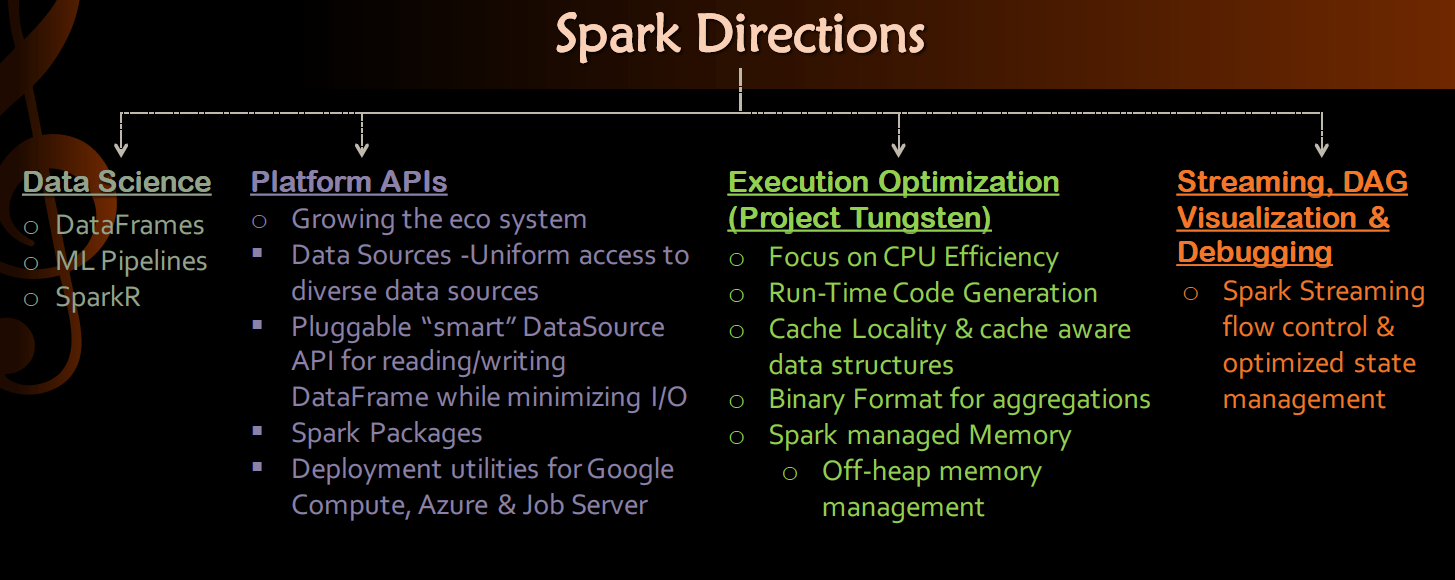 Spark Directions
Data Science
o DataFrames
o ML Pipelines
o SparkR
Platform APIs
o Growing the eco system
▪ Data Sources -Uniform access to
diverse data sources
▪ Pluggable “smart” DataSource
API for reading/writing
DataFrame while minimizing I/O
▪ Spark Packages
▪ Deployment utilities for Google
Compute, Azure & Job Server
Execution Optimization
(Project Tungsten)
o Focus on CPU Efficiency
o Run-Time Code Generation
o Cache Locality & cache aware
data structures
o Binary Format for aggregations
o Spark managed Memory
o Off-heap memory
management
Streaming, DAG
Visualization &
Debugging
o Spark Streaming
flow control &
optimized state
management